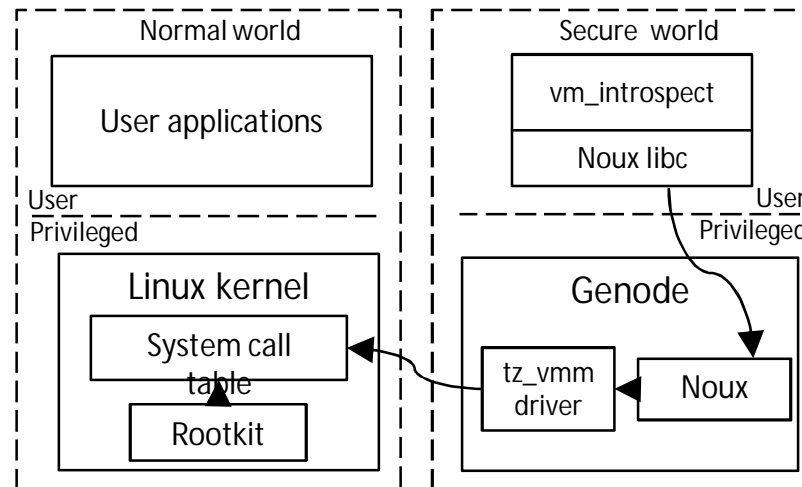 Normal world
User applications
User
Privileged
Linux kernel
System call
table
Rootkit
Secure world
vm_introspect
Noux libc
User
Privileged
Genode
tz_vmm
driver
Noux